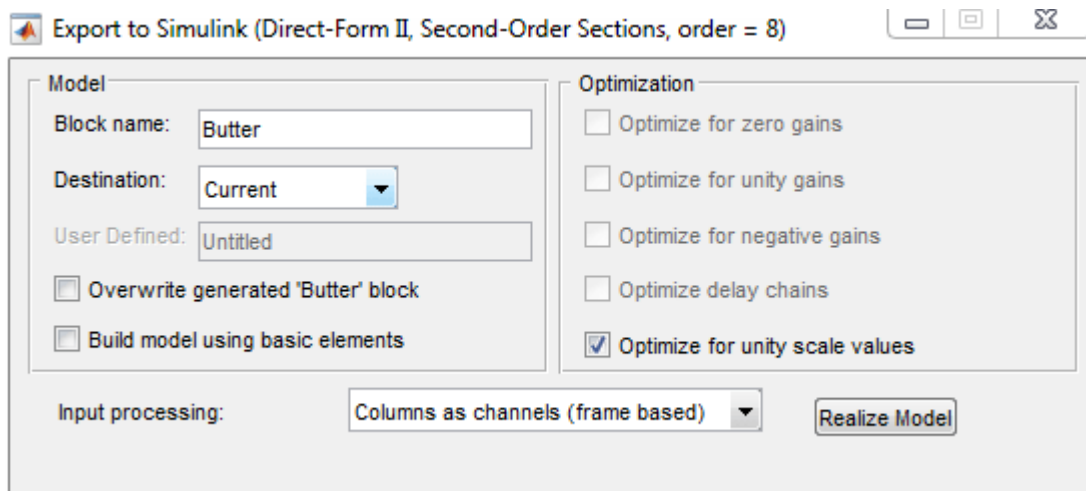 Export to Simulink (Direct-Form II, Second-Order Sections, order = 8)
Model
Block name: Butter
Destination: Current
User Defined: Untitled
Overwrite generated 'Butter' block
Build model using basic elements
Optimization
Optimize for zero gains
Optimize for unity gains
Optimize for negative gains
Optimize delay chains
Optimize for unity scale values
Input processing: Columns as channels (frame based) Realize Model